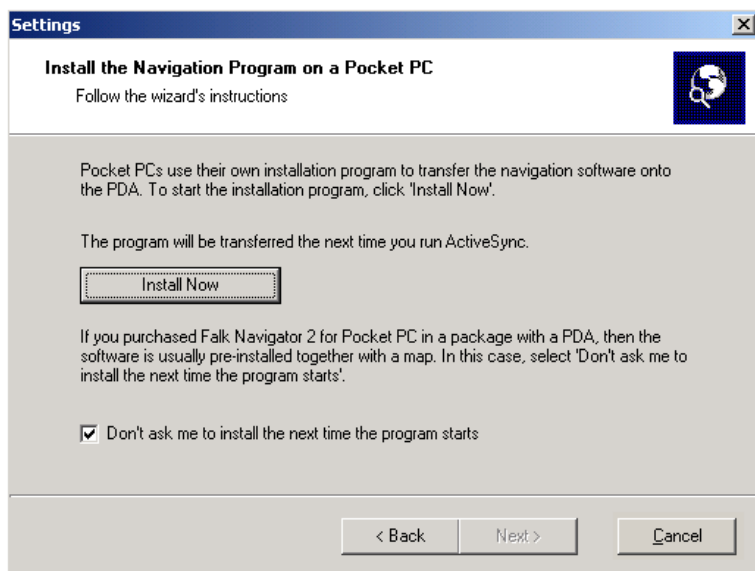 Settings
Install the Navigation Program on a Pocket PC
Follow the wizard's instructions
Pocket PCs use their own installation program to transfer the navigation software onto
the PDA. To start the installation program, click 'Install Now'.
The program will be transferred the next time you run ActiveSync.
Install Now
If you purchased Falk Navigator 2 for Pocket PC in a package with a PDA, then the
software is usually pre-installed together with a map. In this case, select 'Don't ask me to
install the next time the program starts'.
Don't ask me to install the next time the program starts
< Back
Next >
Cancel